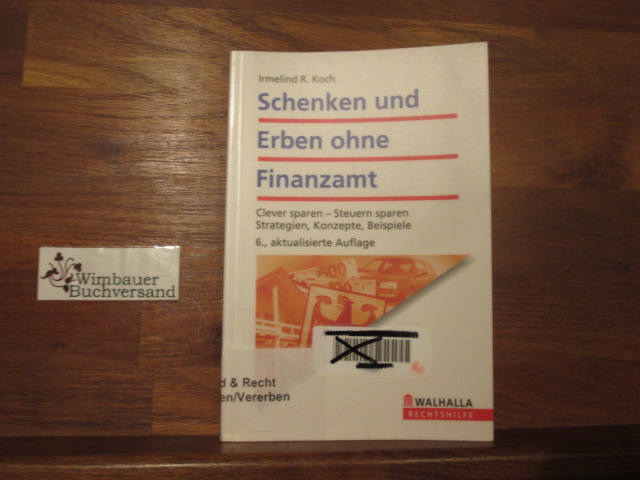 Irmelind R. Koch
Schenken und
Erben ohne
Finanzamt
Clever sparen – Steuern sparen
Strategien, Konzepte, Beispiele
6., aktualisierte Auflage
500
Wimbauer
Buchversand
d & Recht
en/Vererben
WALHALLA
RECHTSHILFE